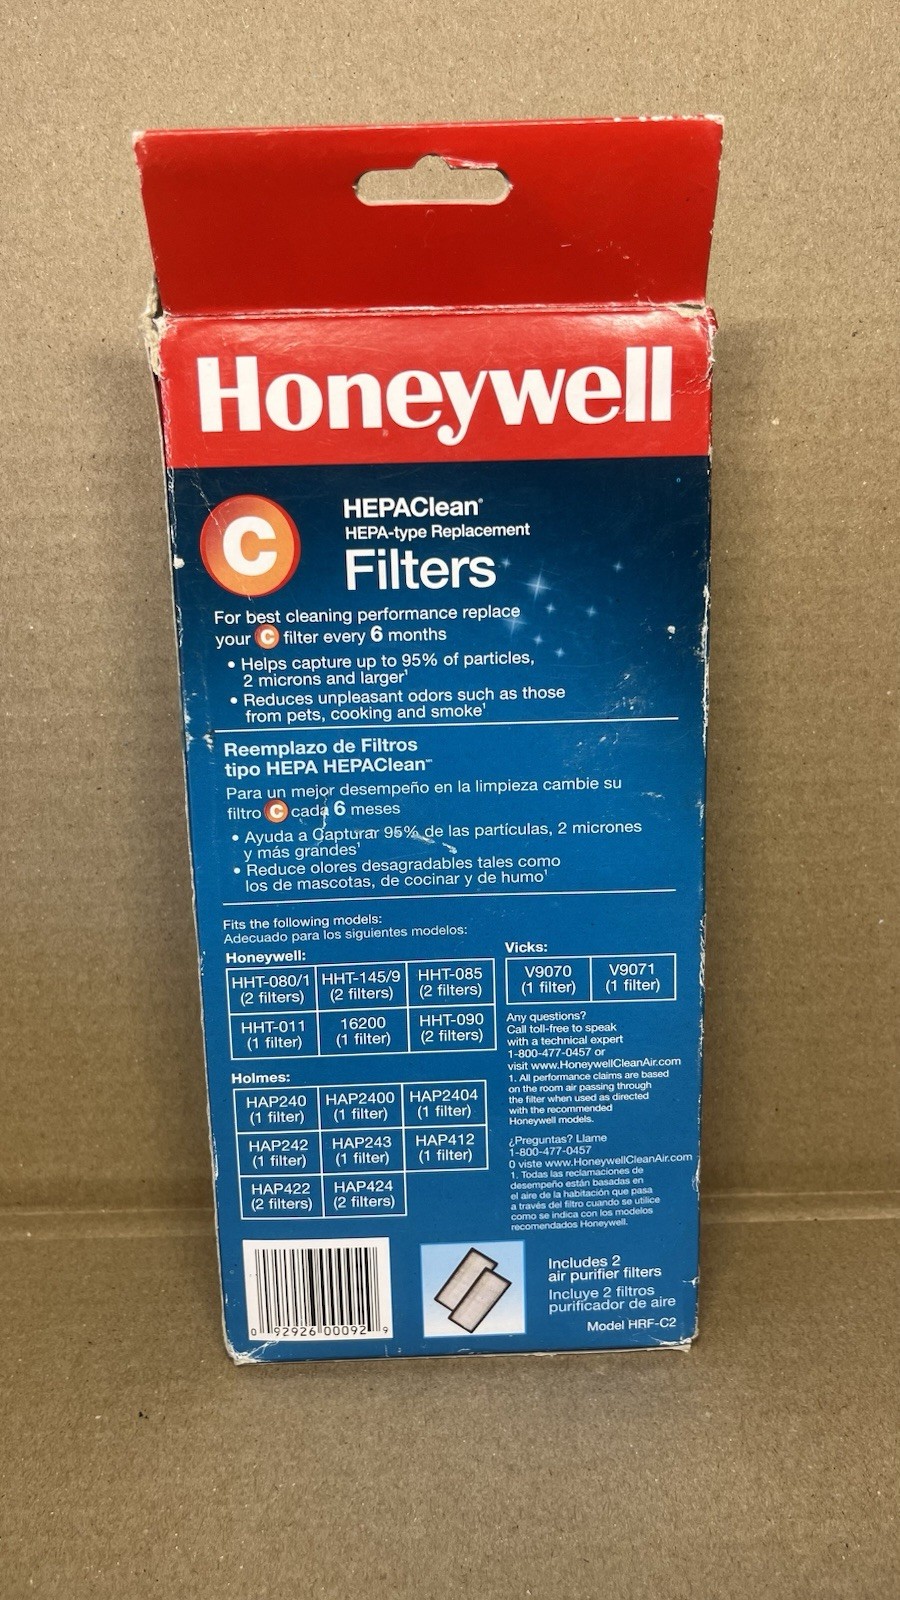 Honeywell
C
HEPAClean®
HEPA-type Replacement
Filters
For best cleaning performance replace
your C filter every 6 months
• Helps capture up to 95% of particles,
2 microns and larger¹
• Reduces unpleasant odors such as those
from pets, cooking and smoke¹
Reemplazo de Filtros
tipo HEPA HEPAClean™
Para un mejor desempeño en la limpieza cambie su
filtro C cada 6 meses
• Ayuda a Capturar 95% de las partículas, 2 micrones
y más grandes¹
• Reduce olores desagradables tales como
los de mascotas, de cocinar y de humo¹
Fits the following models:
Adecuado para los siguientes modelos:
Honeywell:
HHT-080/1 HHT-145/9 HHT-085
(2 filters) (2 filters) (2 filters)
HHT-011 16200 HHT-090
(1 filter) (1 filter) (2 filters)
Holmes:
HAP240 HAP2400 HAP2404
(1 filter) (1 filter) (1 filter)
HAP242 HAP243 HAP412
(1 filter) (1 filter) (1 filter)
HAP422 HAP424
(2 filters) (2 filters)
Vicks:
V9070 V9071
(1 filter) (1 filter)
Any questions?
Call toll-free to speak
with a technical expert
1-800-477-0457 or
visit www.HoneywellCleanAir.com
1. All performance claims are based
on the room air passing through
the filter when used as directed
with the recommended
Honeywell models.
¿Preguntas? Llame
1-800-477-0457
0 viste www.HoneywellCleanAir.com
1. Todas las reclamaciones de
desempeño están basadas en
el aire de la habitación que pasa
a través del filtro cuando se utilice
como se indica con los modelos
recomendados Honeywell.
0 92926 00092 9
Includes 2
air purifier filters
Incluye 2 filtros
purificador de aire
Model HRF-C2